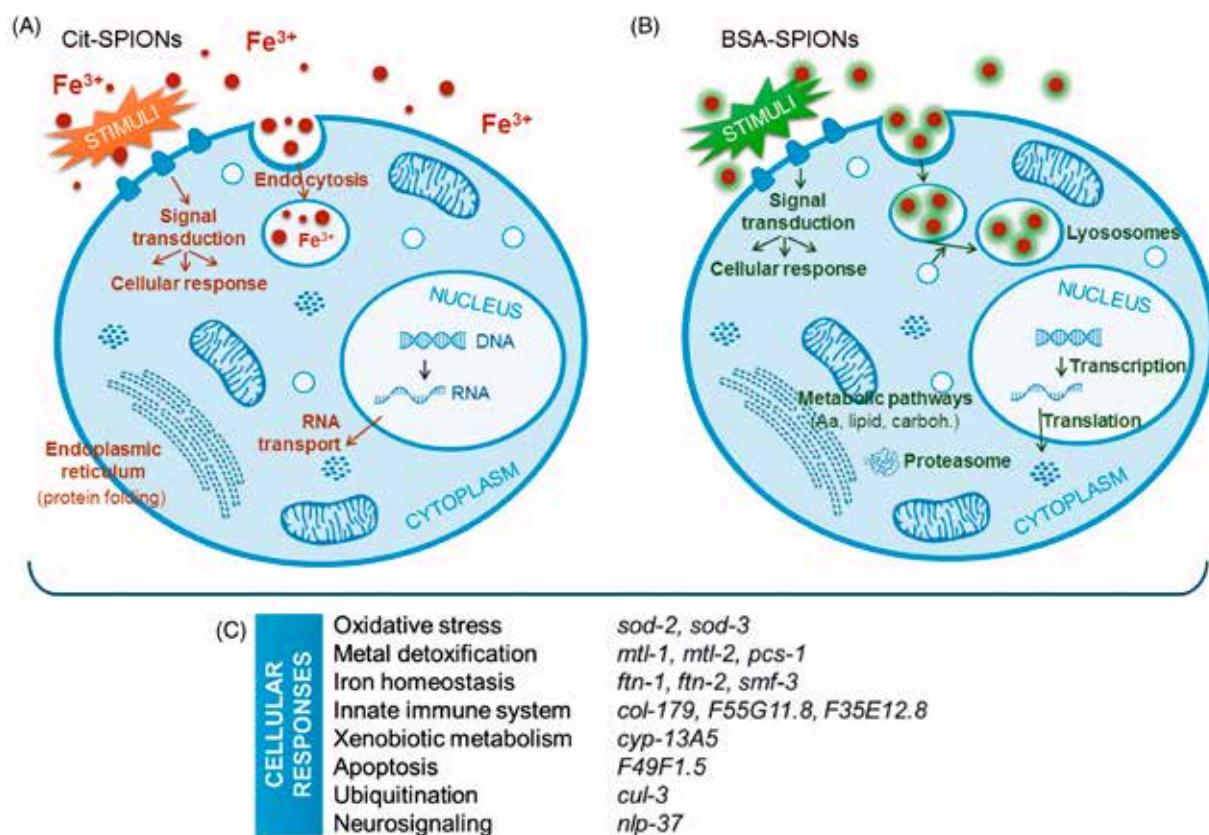 (A)
Cit-SPIONs
Fe³⁺
Fe³⁺
Fe³⁺
STIMULI
Endocytosis
Signal
transduction
Fe³⁺
Cellular response
NUCLEUS
DNA
RNA
RNA
transport
Endoplasmic
reticulum
(protein folding)
CYTOPLASM
(B)
BSA-SPIONs
STIMULI
Signal
transduction
Lyososomes
Cellular response
NUCLEUS
Transcription
Metabolic pathways
(Aa, lipid, carboh.)
Translation
Proteasome
CYTOPLASM
(C)
CELLULAR
RESPONSES
Oxidative stress sod-2, sod-3
Metal detoxification mtl-1, mtl-2, pcs-1
Iron homeostasis ftn-1, ftn-2, smf-3
Innate immune system col-179, F55G11.8, F35E12.8
Xenobiotic metabolism cyp-13A5
Apoptosis F49F1.5
Ubiquitination cul-3
Neurosignaling nlp-37